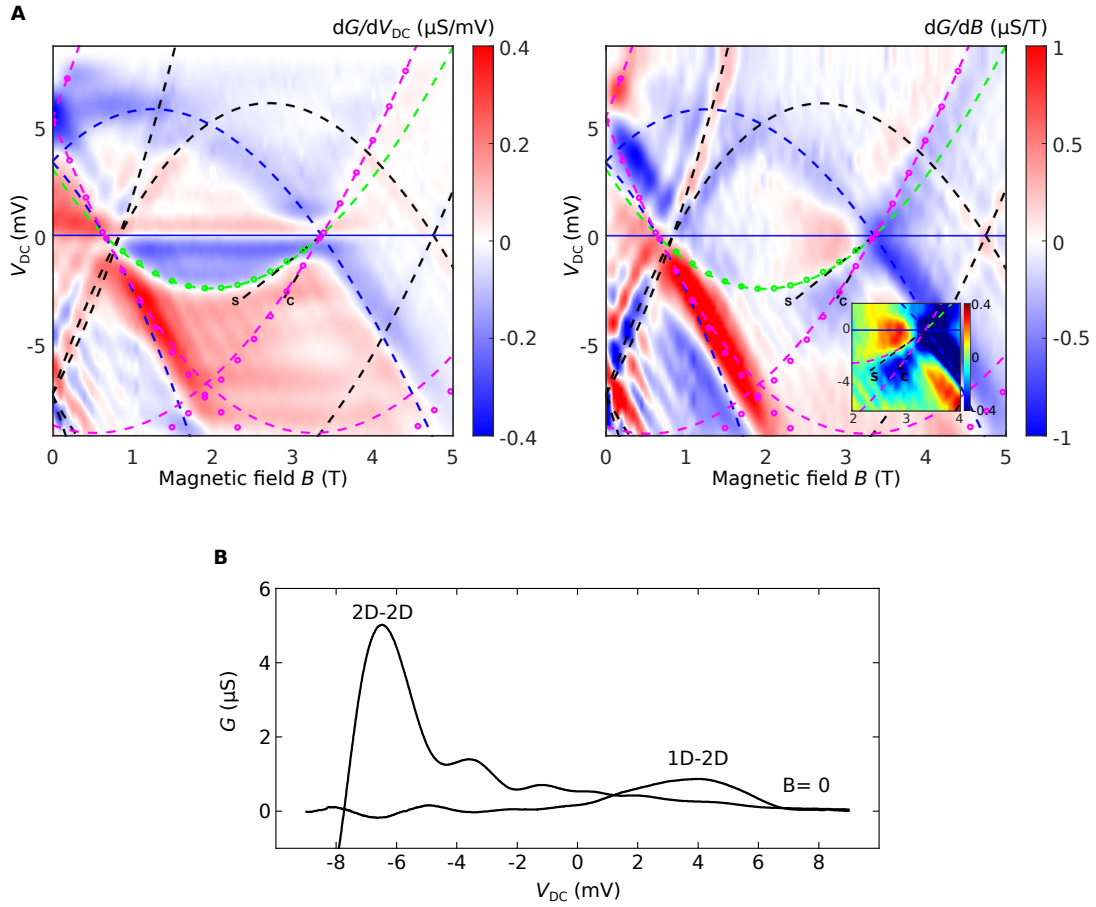 A
dG/dV_DC (µS/mV)
dG/dB (µS/T)
V_DC (mV)
5
0
-5
0 1 2 3 4 5
Magnetic field B (T)
0.4
0.2
0
-0.2
-0.4
S
C
V_DC (mV)
5
0
-5
0 1 2 3 4 5
Magnetic field B (T)
1
0.5
0
-0.5
-1
S
C
0
-4
2 3 4
0.4
0
-0.4
S
C
B
G (µS)
6
4
2
0
2D-2D
1D-2D
B= 0
-8 -6 -4 -2 0 2 4 6 8
V_DC (mV)